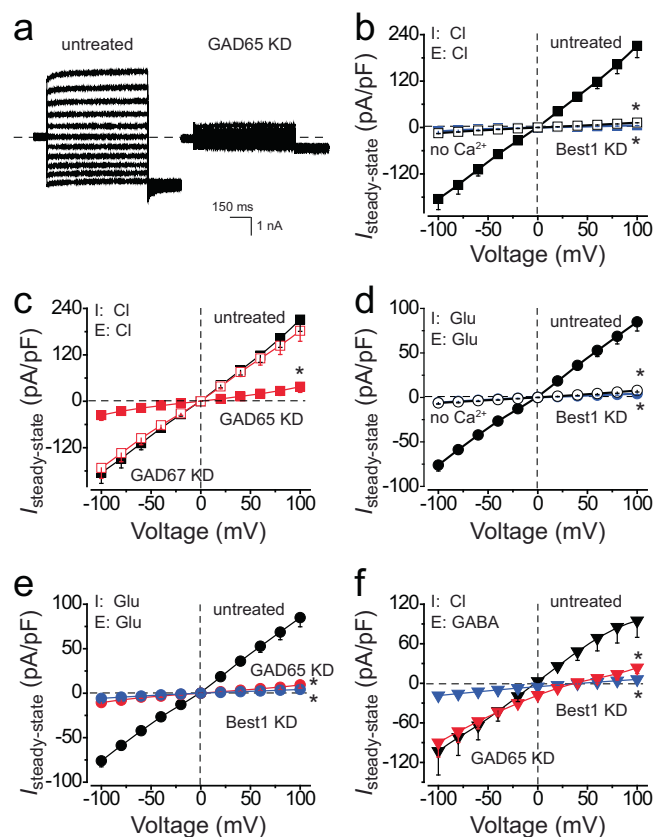 a
untreated
GAD65 KD
150 ms
1 nA
b
I: Cl
E: Cl
untreated
240
120
0
-120
no Ca²⁺
Best1 KD
*
*
-100 -50 0 50 100
Voltage (mV)
I steady-state (pA/pF)
c
I: Cl
E: Cl
untreated
240
120
0
-120
*
GAD65 KD
GAD67 KD
-100 -50 0 50 100
Voltage (mV)
I steady-state (pA/pF)
d
I: Glu
E: Glu
untreated
100
50
0
-50
-100
no Ca²⁺
Best1 KD
*
*
-100 -50 0 50 100
Voltage (mV)
I steady-state (pA/pF)
e
I: Glu
E: Glu
untreated
100
50
0
-50
-100
GAD65 KD
*
*
Best1 KD
-100 -50 0 50 100
Voltage (mV)
I steady-state (pA/pF)
f
I: Cl
E: GABA
untreated
120
60
0
-60
-120
*
*
Best1 KD
GAD65 KD
-100 -50 0 50 100
Voltage (mV)
I steady-state (pA/pF)